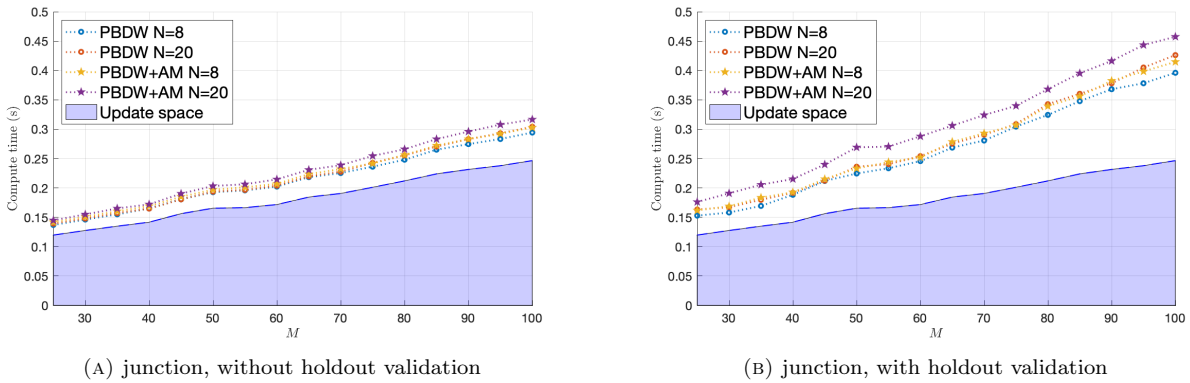 0.5
0.45
0.4
0.35
0.3
0.25
0.2
0.15
0.1
0.05
0
Compute time (s)
PBDW N=8
PBDW N=20
PBDW+AM N=8
PBDW+AM N=20
Update space
30 40 50 60 70 80 90 100
M
(A) junction, without holdout validation
0.5
0.45
0.4
0.35
0.3
0.25
0.2
0.15
0.1
0.05
0
Compute time (s)
PBDW N=8
PBDW N=20
PBDW+AM N=8
PBDW+AM N=20
Update space
30 40 50 60 70 80 90 100
M
(B) junction, with holdout validation